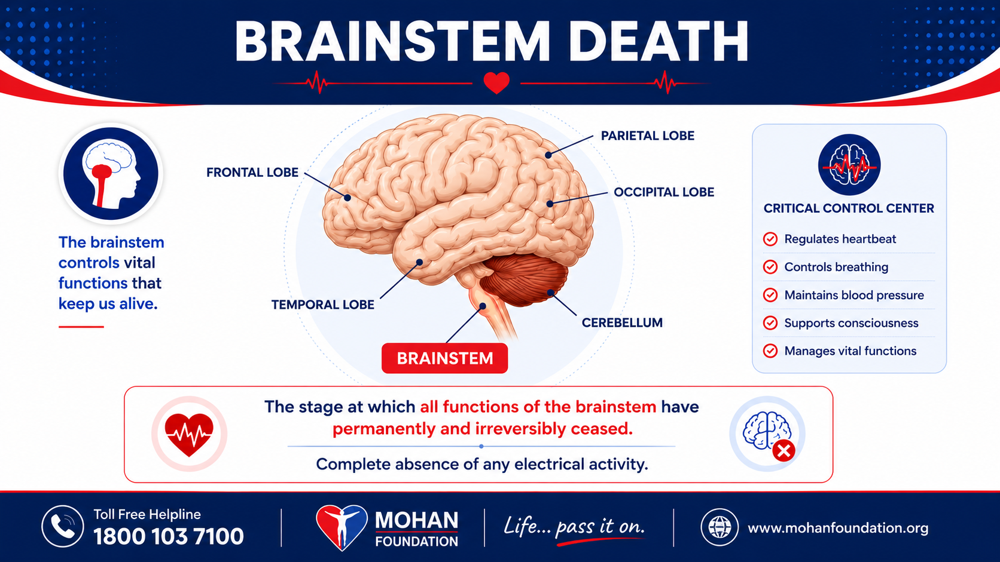 BRAINSTEM DEATH
The brainstem
controls vital
functions that
keep us alive.
FRONTAL LOBE
PARIETAL LOBE
OCCIPITAL LOBE
TEMPORAL LOBE
CEREBELLUM
BRAINSTEM
CRITICAL CONTROL CENTER
Regulates heartbeat
Controls breathing
Maintains blood pressure
Supports consciousness
Manages vital functions
The stage at which all functions of the brainstem have
permanently and irreversibly ceased.
Complete absence of any electrical activity.
Toll Free Helpline
1800 103 7100
MOHAN
FOUNDATION
Life... pass it on.
www.mohanfoundation.org